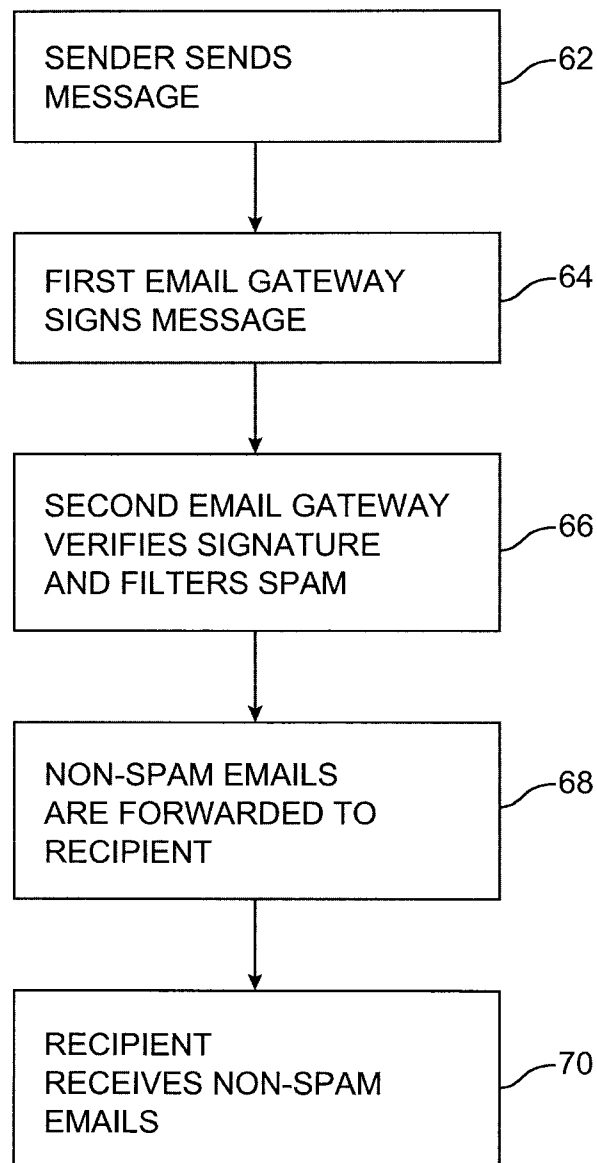 SENDER SENDS
MESSAGE
62
FIRST EMAIL GATEWAY
SIGNS MESSAGE
64
SECOND EMAIL GATEWAY
VERIFIES SIGNATURE
AND FILTERS SPAM
66
NON-SPAM EMAILS
ARE FORWARDED TO
RECIPIENT
68
RECIPIENT
RECEIVES NON-SPAM
EMAILS
70